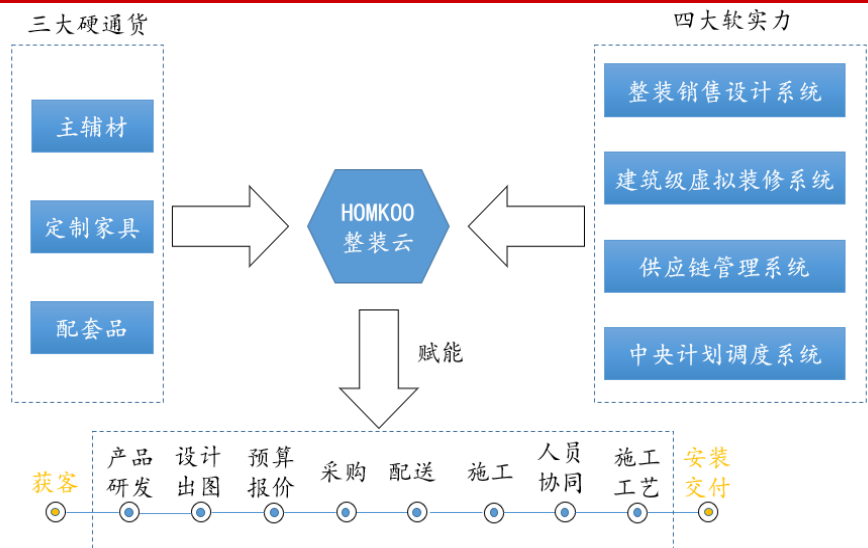 三大硬通货
主辅材
定制家具
配套品
四大软实力
整装销售设计系统
建筑级虚拟装修系统
供应链管理系统
中央计划调度系统
HOMKOO
整装云
赋能
获客
产品
研发
设计
出图
预算
报价
采购
配送
施工
人员
协同
施工
工艺
安装
交付